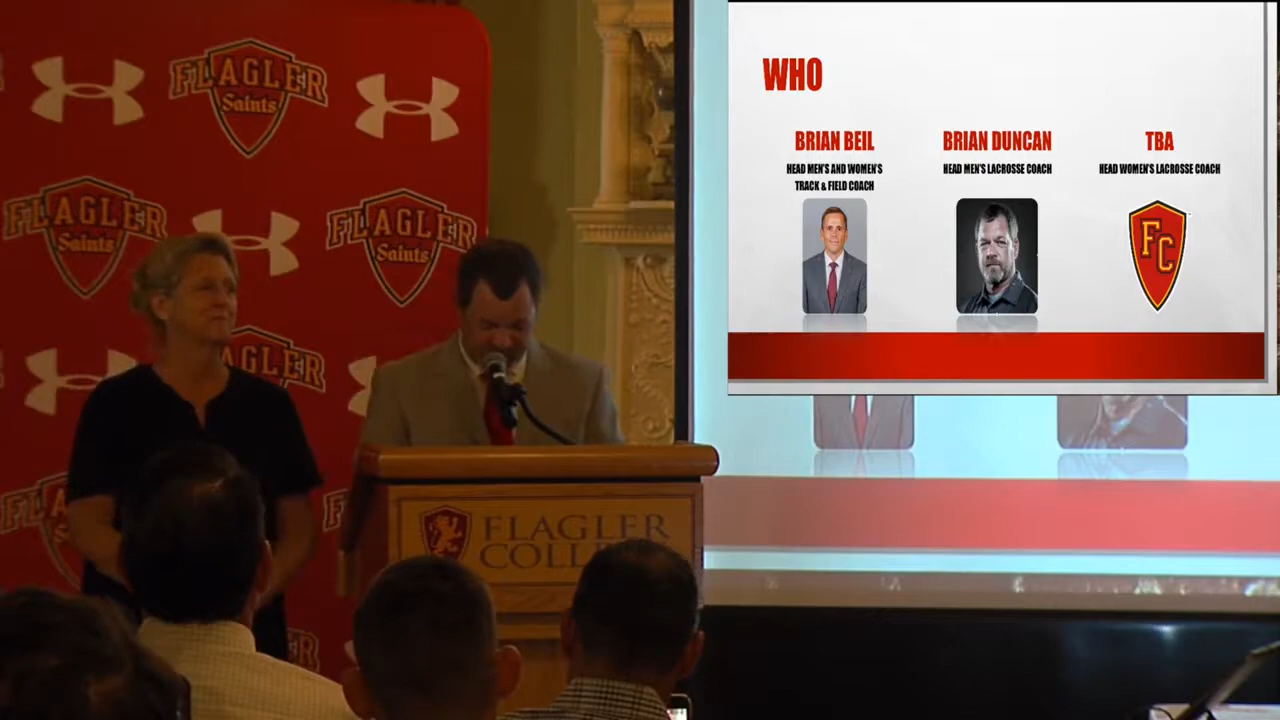 FLAGLER
Saints
FLAGLER
Saints
FLAGLER
Saints
FLAGLER
FLAGLER
COLL
WHO
BRIAN BEIL
HEAD MEN'S AND WOMEN'S
TRACK & FIELD COACH
BRIAN DUNCAN
HEAD MEN'S LACROSSE COACH
TBA
HEAD WOMEN'S LACROSSE COACH
FC